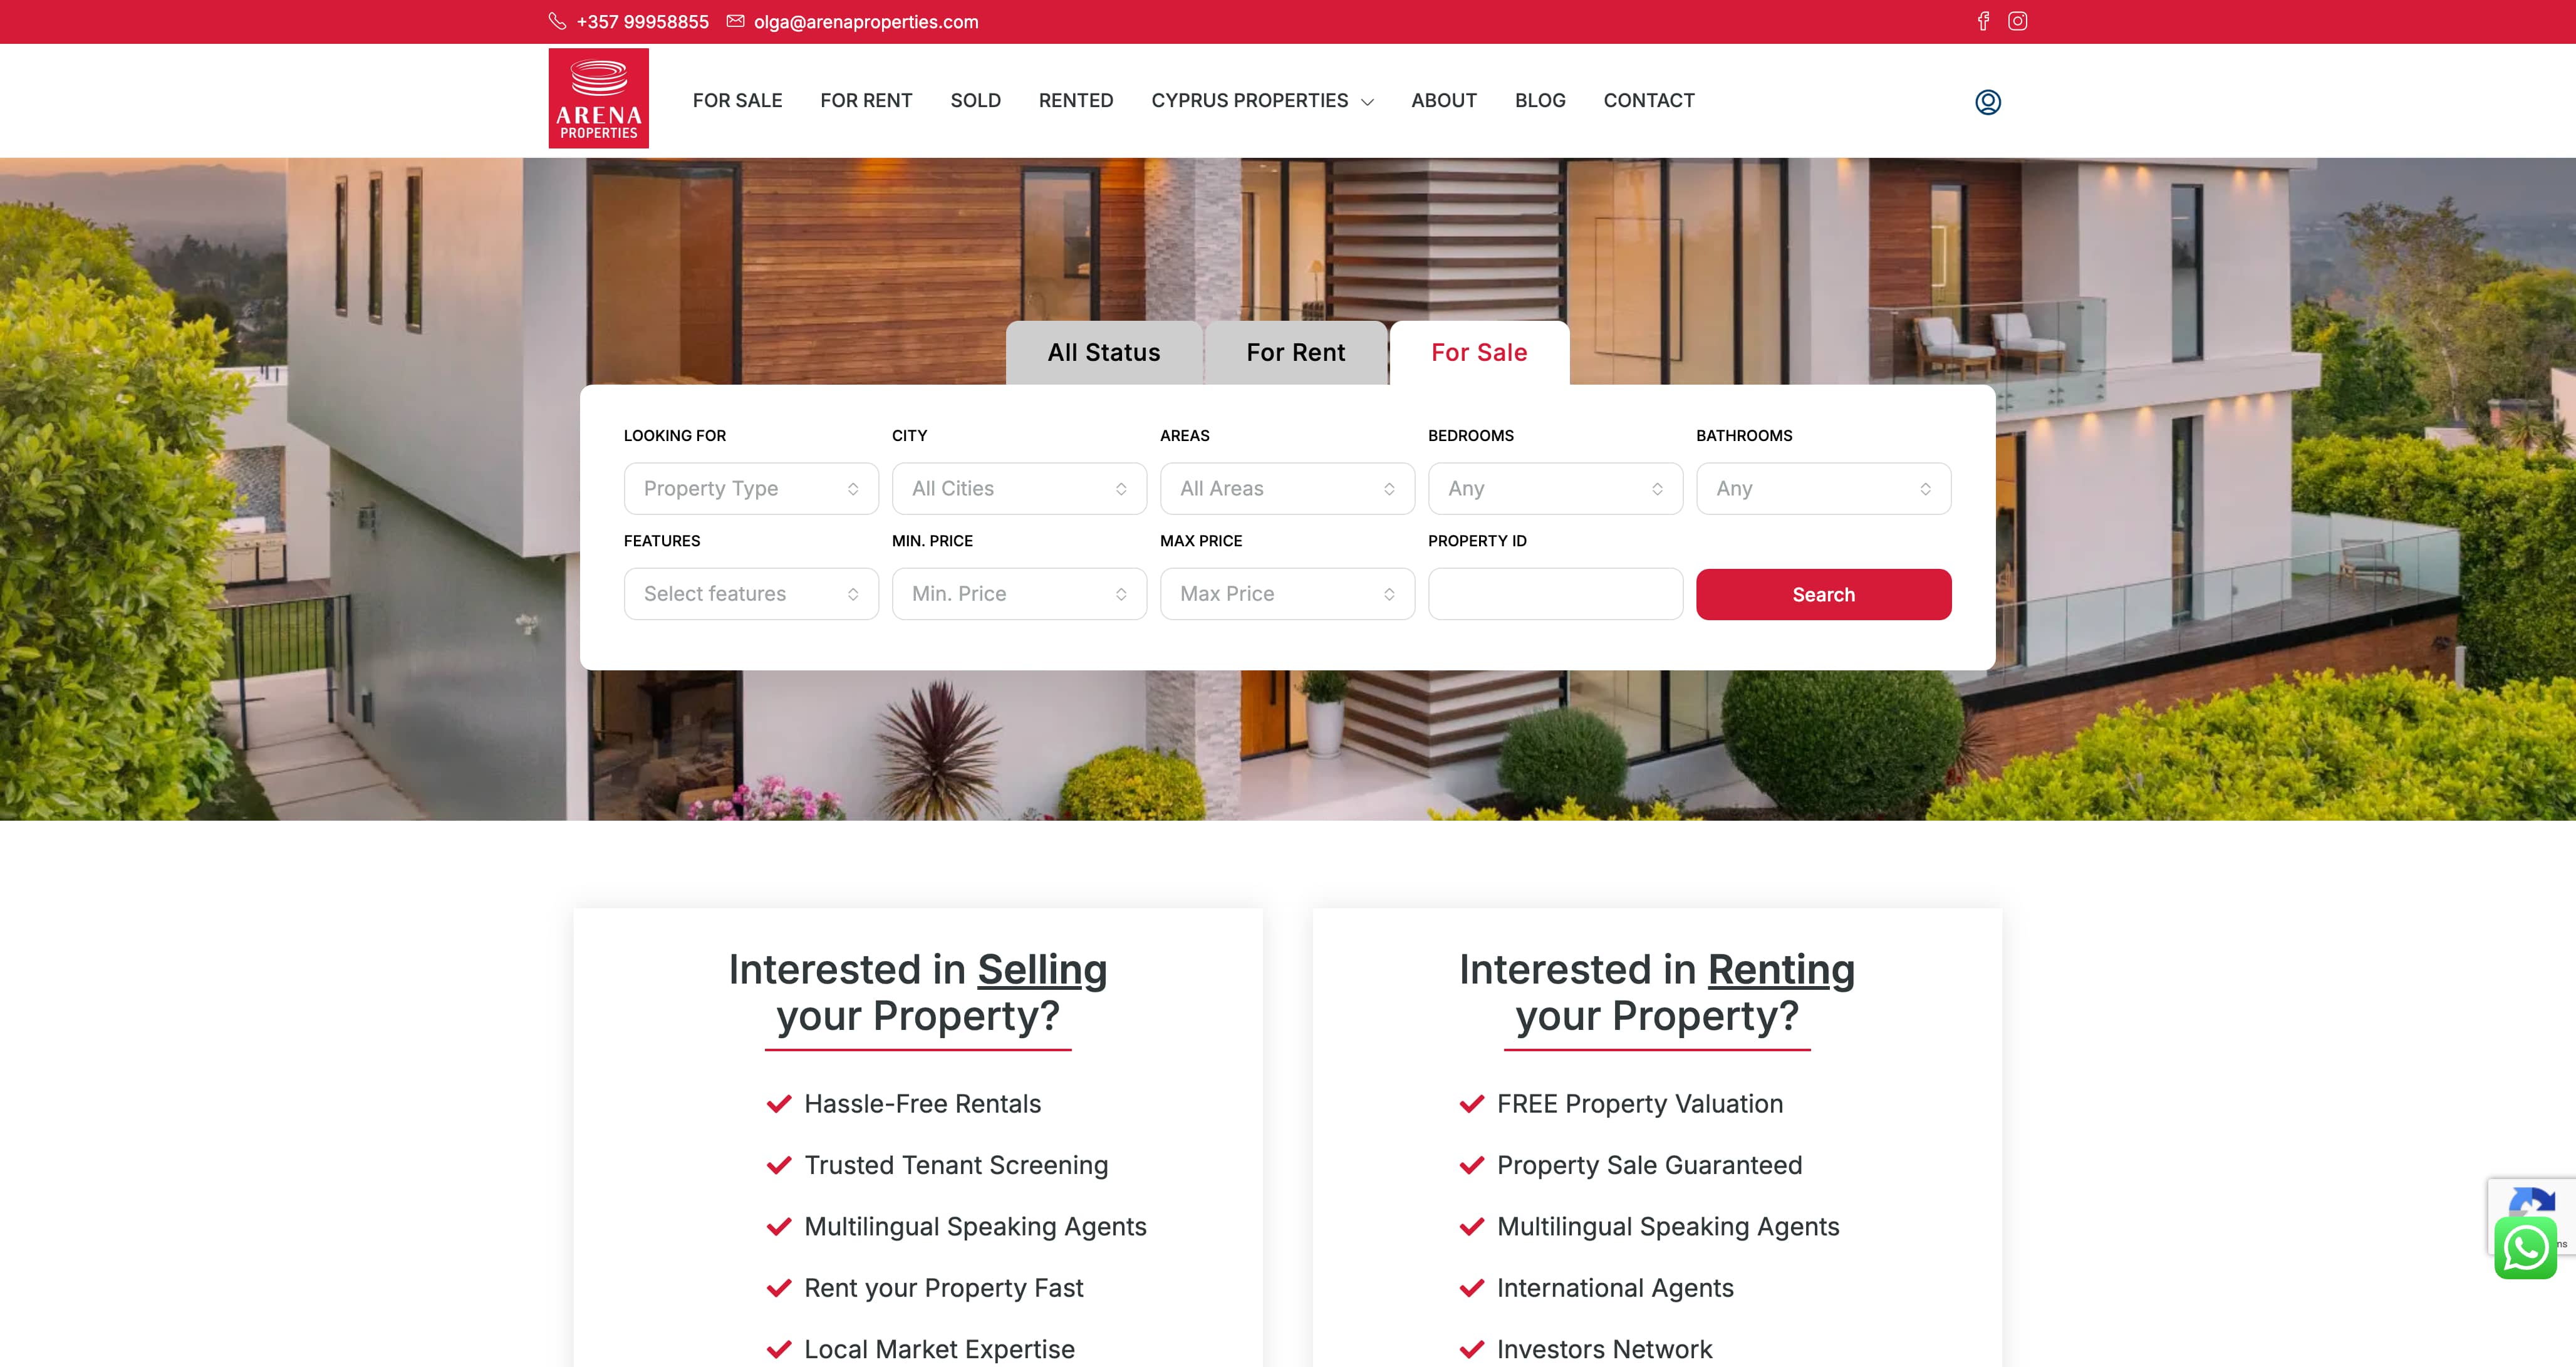 +357 99958855 olga@arenaproperties.com
ARENA
PROPERTIES
FOR SALE FOR RENT SOLD RENTED CYPRUS PROPERTIES ABOUT BLOG CONTACT
All Status For Rent For Sale
LOOKING FOR CITY AREAS BEDROOMS BATHROOMS
Property Type All Cities All Areas Any Any
FEATURES MIN. PRICE MAX PRICE PROPERTY ID
Select features Min. Price Max Price Search
Interested in Selling
your Property?
Hassle-Free Rentals
Trusted Tenant Screening
Multilingual Speaking Agents
Rent your Property Fast
Local Market Expertise
Interested in Renting
your Property?
FREE Property Valuation
Property Sale Guaranteed
Multilingual Speaking Agents
International Agents
Investors Network